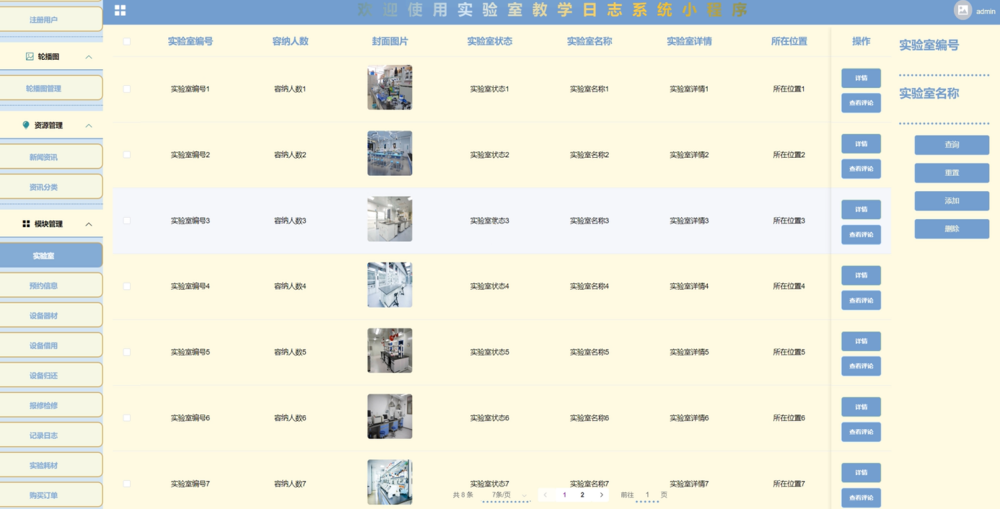 欢迎使用实验室教学日志系统小程序
admin
注册用户
轮播图
轮播图管理
资源管理
新闻资讯
资讯分类
模块管理
实验室
预约信息
设备器材
设备借用
设备归还
报修检修
记录日志
实验耗材
购买订单
实验室编号 容纳人数 封面图片 实验室状态 实验室名称 实验室详情 所在位置 操作
实验室编号1 容纳人数1 实验室状态1 实验室名称1 实验室详情1 所在位置1 详情
查看评论
实验室编号2 容纳人数2 实验室状态2 实验室名称2 实验室详情2 所在位置2 详情
查看评论
实验室编号3 容纳人数3 实验室状态3 实验室名称3 实验室详情3 所在位置3 详情
查看评论
实验室编号4 容纳人数4 实验室状态4 实验室名称4 实验室详情4 所在位置4 详情
查看评论
实验室编号5 容纳人数5 实验室状态5 实验室名称5 实验室详情5 所在位置5 详情
查看评论
实验室编号6 容纳人数6 实验室状态6 实验室名称6 实验室详情6 所在位置6 详情
查看评论
实验室编号7 容纳人数7 实验室状态7 实验室名称7 实验室详情7 所在位置7 详情
查看评论
共 8 条 7条/页 1 2 前往 1 页
实验室编号
实验室名称
查询
重置
添加
删除